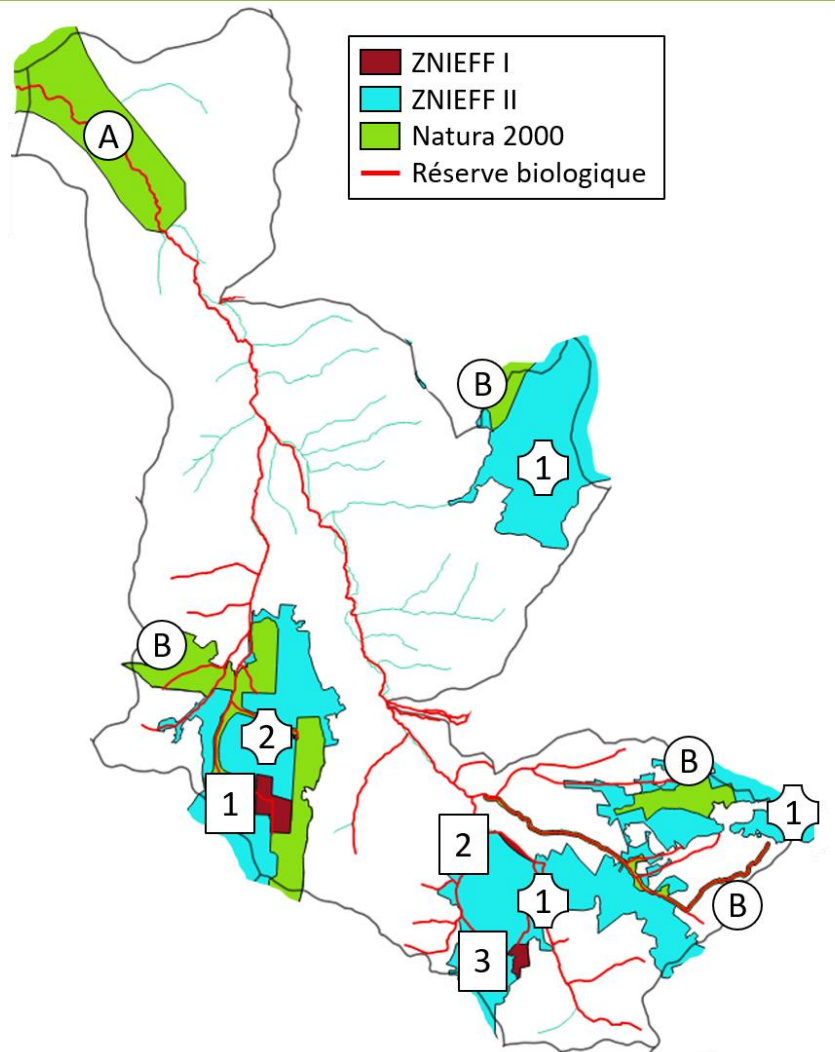 ZNIEFF I
ZNIEFF II
Natura 2000
Réserve biologique
A
B
1
B
2
1
B
1
2
1
B
3